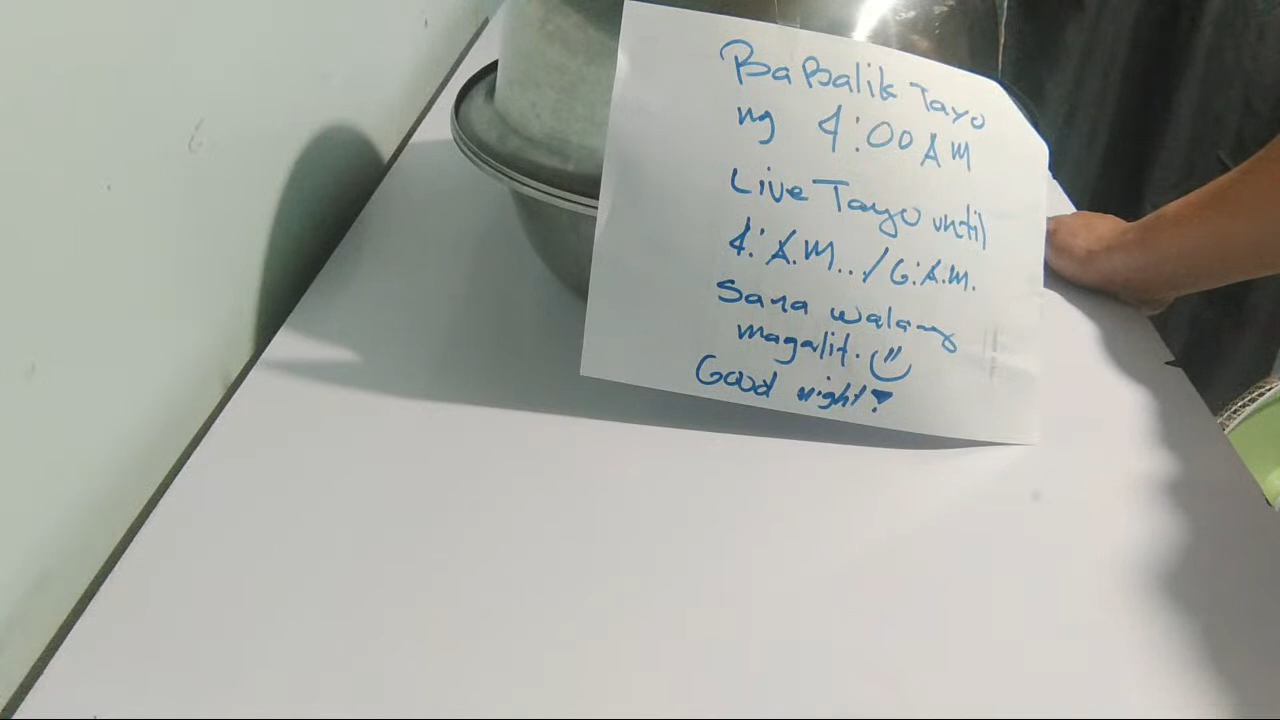 BaBalik Tayo
ng 4:00 AM
Live Tayo until
4: A.M.. / 6: A.M.
Sana walang
magalit.
Good night!